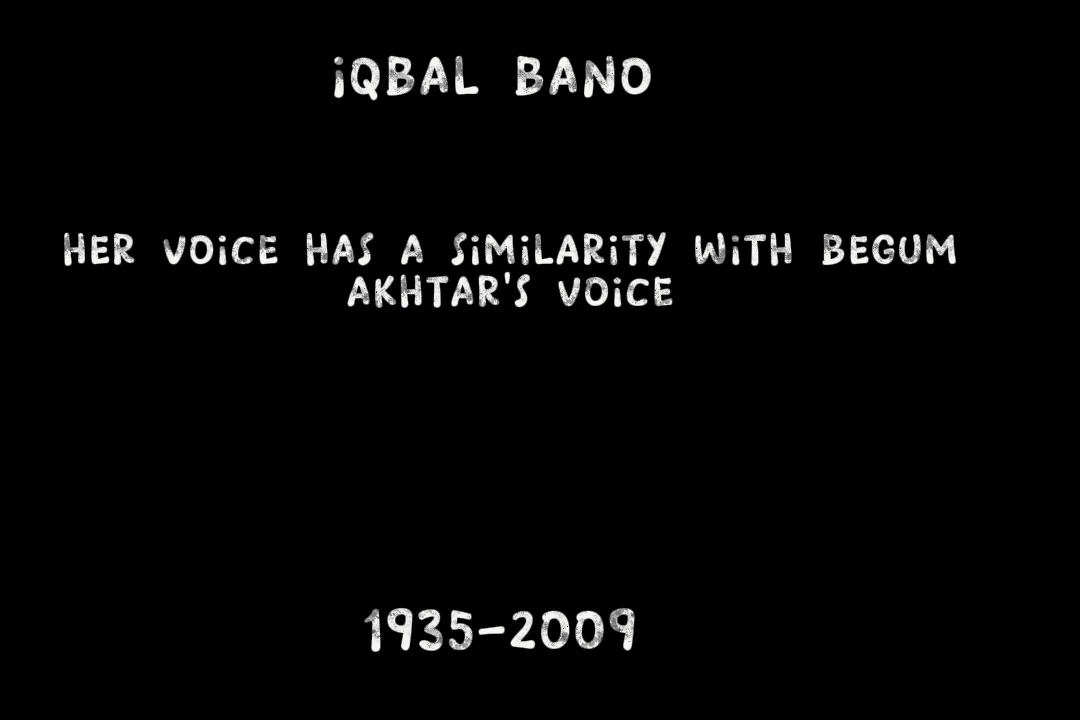 iQBAL BANO
HER VOiCE HAS A SiMiLARiTY WiTH BEGUM
AKHTAR'S VOiCE
1935-2009